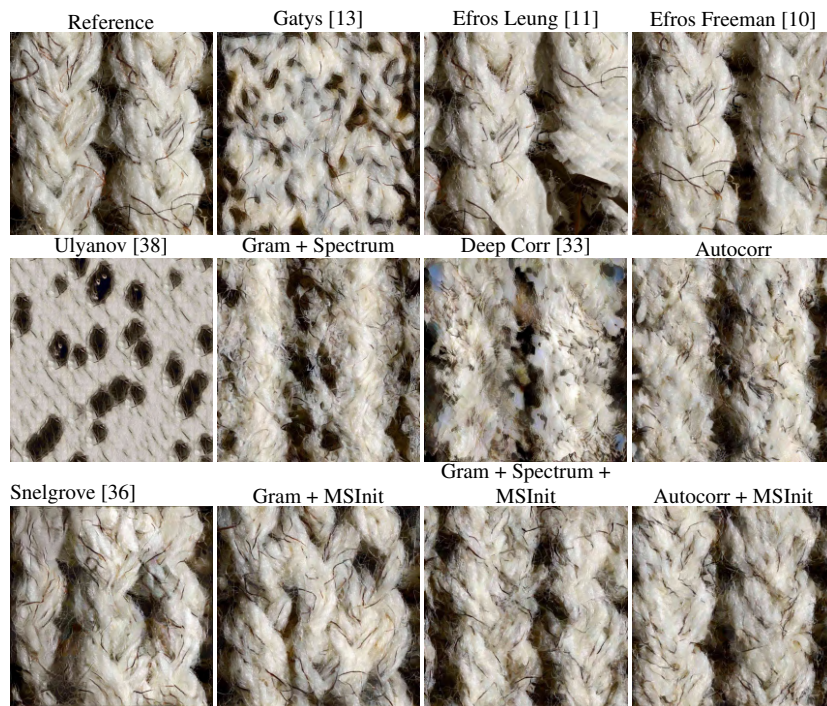 Reference
Gatys [13]
Efros Leung [11]
Efros Freeman [10]
Ulyanov [38]
Gram + Spectrum
Deep Corr [33]
Autocorr
Snelgrove [36]
Gram + MSInit
Gram + Spectrum +
MSInit
Autocorr + MSInit